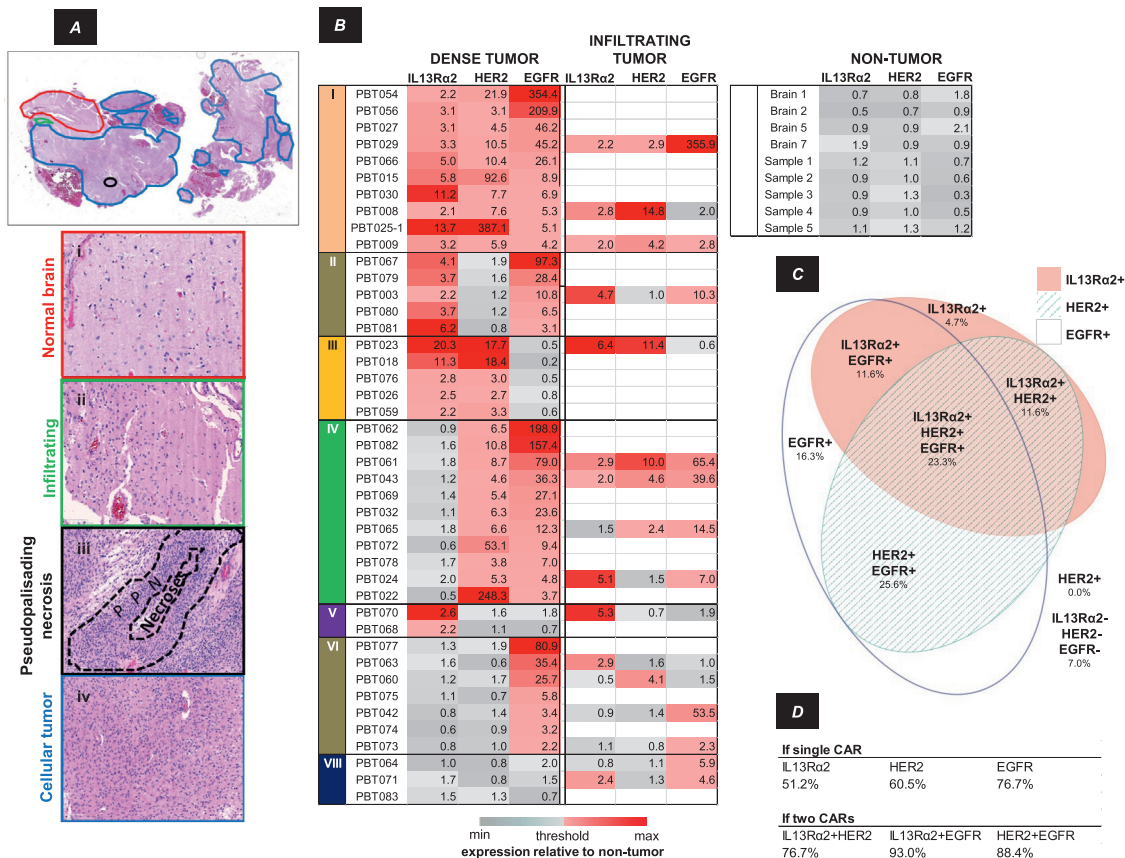 A
i
Normal brain
ii
Infiltrating
iii
P P N
Necroses
Pseudopalisading necrosis
iv
Cellular tumor
B
DENSE TUMOR INFILTRATING TUMOR
IL13Rα2 HER2 EGFR IL13Rα2 HER2 EGFR
I PBT054 2.2 21.9 354.4
PBT056 3.1 3.1 209.9
PBT027 3.1 4.5 46.2
PBT029 3.3 10.5 45.2 2.2 2.9 355.9
PBT066 5.0 10.4 26.1
PBT015 5.8 92.6 8.9
PBT030 11.2 7.7 6.9
PBT008 2.1 7.6 5.3 2.8 14.8 2.0
PBT025-1 13.7 387.1 5.1
PBT009 3.2 5.9 4.2 2.0 4.2 2.8
II PBT067 4.1 1.9 97.3
PBT079 3.7 1.6 28.4
PBT003 2.2 1.2 10.8 4.7 1.0 10.3
PBT080 3.7 1.2 6.5
PBT081 6.2 0.8 3.1
III PBT023 20.3 17.7 0.5 6.4 11.4 0.6
PBT018 11.3 18.4 0.2
PBT076 2.8 3.0 0.5
PBT026 2.5 2.7 0.8
PBT059 2.2 3.3 0.6
IV PBT062 0.9 6.5 198.9
PBT082 1.6 10.8 157.4
PBT061 1.8 8.7 79.0 2.9 10.0 65.4
PBT043 1.2 4.6 36.3 2.0 4.6 39.6
PBT069 1.4 5.4 27.1
PBT032 1.1 6.3 23.6
PBT065 1.8 6.6 12.3 1.5 2.4 14.5
PBT072 0.6 53.1 9.4
PBT078 1.7 3.8 7.0
PBT024 2.0 5.3 4.8 5.1 1.5 7.0
PBT022 0.5 248.3 3.7
V PBT070 2.6 1.6 1.8 5.3 0.7 1.9
PBT068 2.2 1.1 0.7
VI PBT077 1.3 1.9 80.9
PBT063 1.6 0.6 35.4 2.9 1.6 1.0
PBT060 1.2 1.7 25.7 0.5 4.1 1.5
PBT075 1.1 0.7 5.8
PBT042 0.8 1.4 3.4 0.9 1.4 53.5
PBT074 0.6 0.9 3.2
PBT073 0.8 1.0 2.2 1.1 0.8 2.3
VIII PBT064 1.0 0.8 2.0 0.8 1.1 5.9
PBT071 1.7 0.8 1.5 2.4 1.3 4.6
PBT083 1.5 1.3 0.7
min threshold max
expression relative to non-tumor
NON-TUMOR
IL13Rα2 HER2 EGFR
Brain 1 0.7 0.8 1.8
Brain 2 0.5 0.7 0.9
Brain 5 0.9 0.9 2.1
Brain 7 1.9 0.9 0.9
Sample 1 1.2 1.1 0.7
Sample 2 0.9 1.0 0.6
Sample 3 0.9 1.3 0.3
Sample 4 0.9 1.0 0.5
Sample 5 1.1 1.3 1.2
C
IL13Rα2+
HER2+
EGFR+
IL13Rα2+
4.7%
IL13Rα2+
EGFR+
11.6%
IL13Rα2+
HER2+
11.6%
IL13Rα2+
HER2+
EGFR+
23.3%
EGFR+
16.3%
HER2+
EGFR+
25.6%
HER2+
0.0%
IL13Rα2-
HER2-
EGFR-
7.0%
D
If single CAR
IL13Rα2 HER2 EGFR
51.2% 60.5% 76.7%
If two CARs
IL13Rα2+HER2 IL13Rα2+EGFR HER2+EGFR
76.7% 93.0% 88.4%